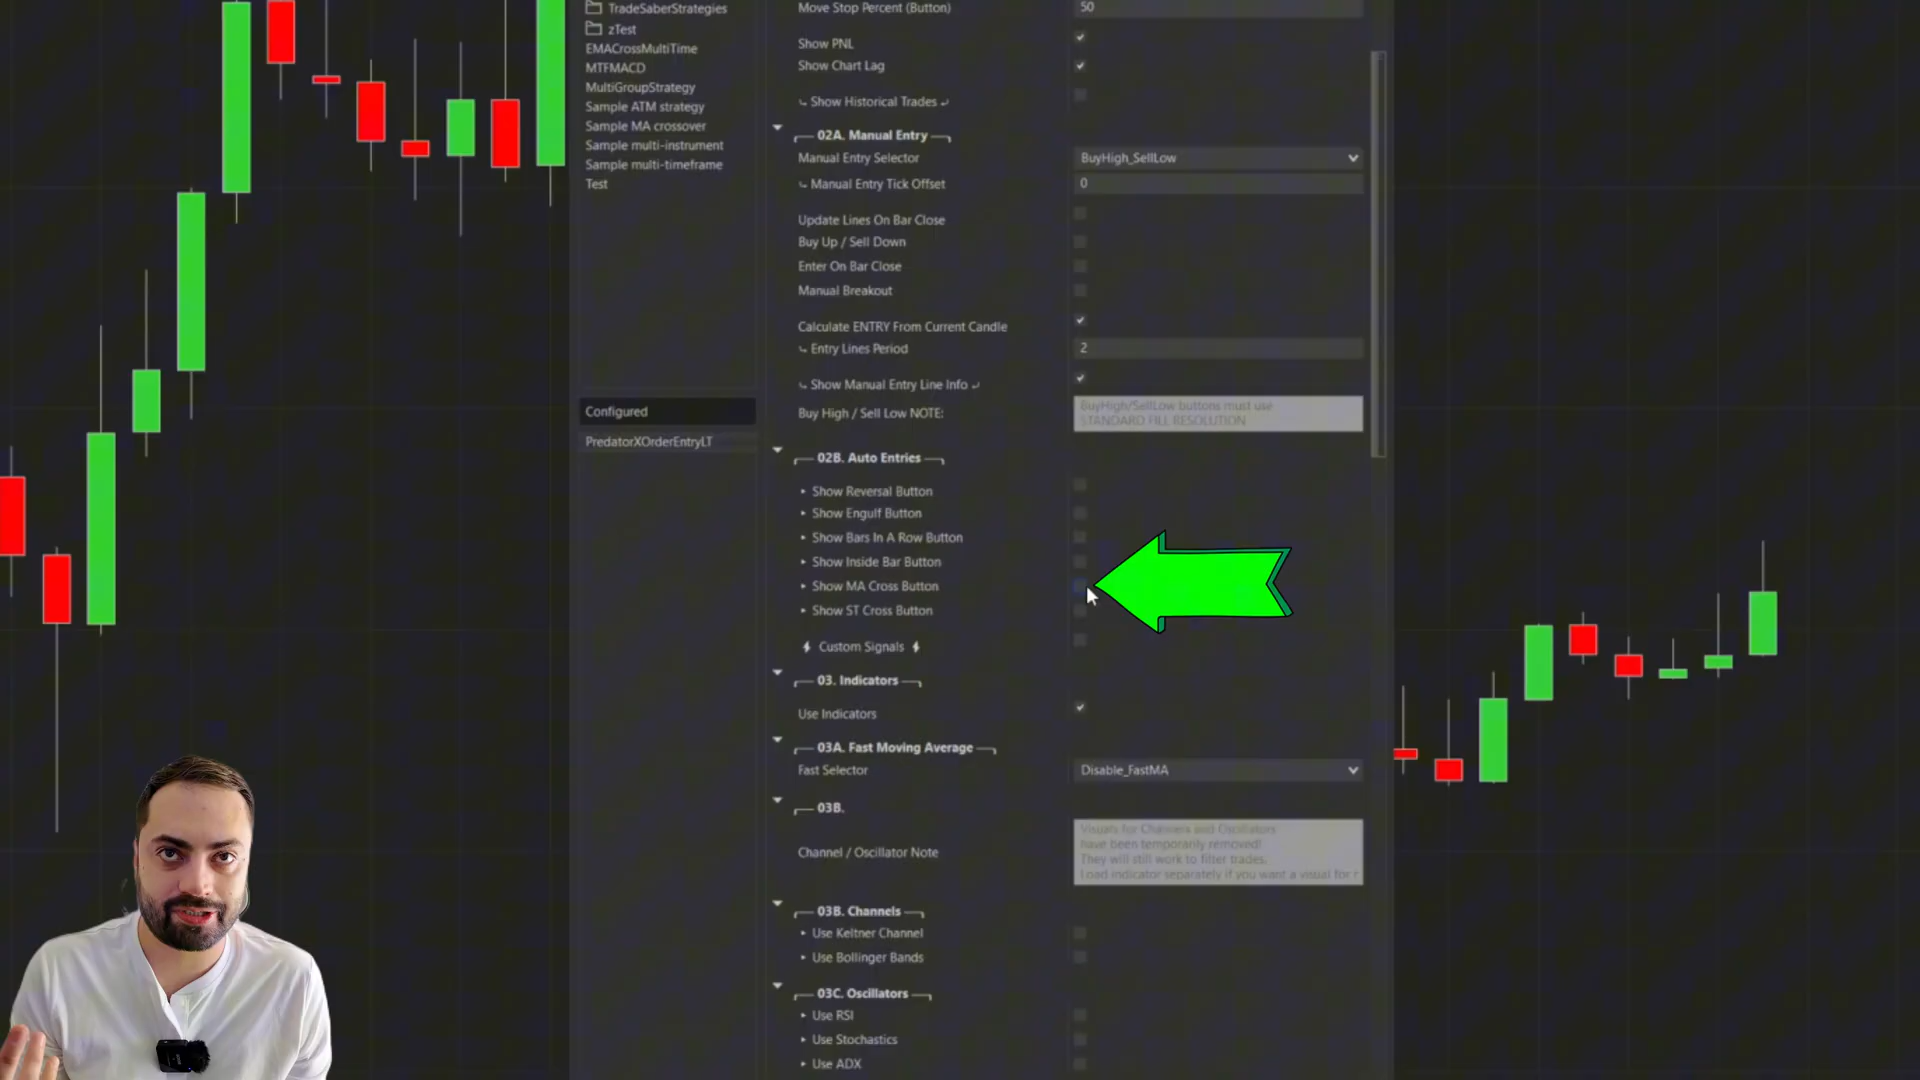 TradeSaberStrategies
zTest
EMACrossMultiTime
MTFMACD
MultiGroupStrategy
Sample ATM strategy
Sample MA crossover
Sample multi-instrument
Sample multi-timeframe
Test
Configured
PredatorXOrderEntryLT
Move Stop Percent (Button) 50
Show PNL
Show Chart Lag
Show Historical Trades
02A. Manual Entry
Manual Entry Selector BuyHigh_SellLow
Manual Entry Tick Offset 0
Update Lines On Bar Close
Buy Up / Sell Down
Enter On Bar Close
Manual Breakout
Calculate ENTRY From Current Candle
Entry Lines Period 2
Show Manual Entry Line Info
Buy High / Sell Low NOTE:
BuyHigh/SellLow buttons must use
STANDARD FILL RESOLUTION
02B. Auto Entries
Show Reversal Button
Show Engulf Button
Show Bars In A Row Button
Show Inside Bar Button
Show MA Cross Button
Show ST Cross Button
Custom Signals
03. Indicators
Use Indicators
03A. Fast Moving Average
Fast Selector Disable_FastMA
03B.
Channel / Oscillator Note
Visuals for Channels and Oscillators
have been temporarily removed!
They will still work to filter trades.
Load indicator separately if you want a visual for r
03B. Channels
Use Keltner Channel
Use Bollinger Bands
03C. Oscillators
Use RSI
Use Stochastics
Use ADX